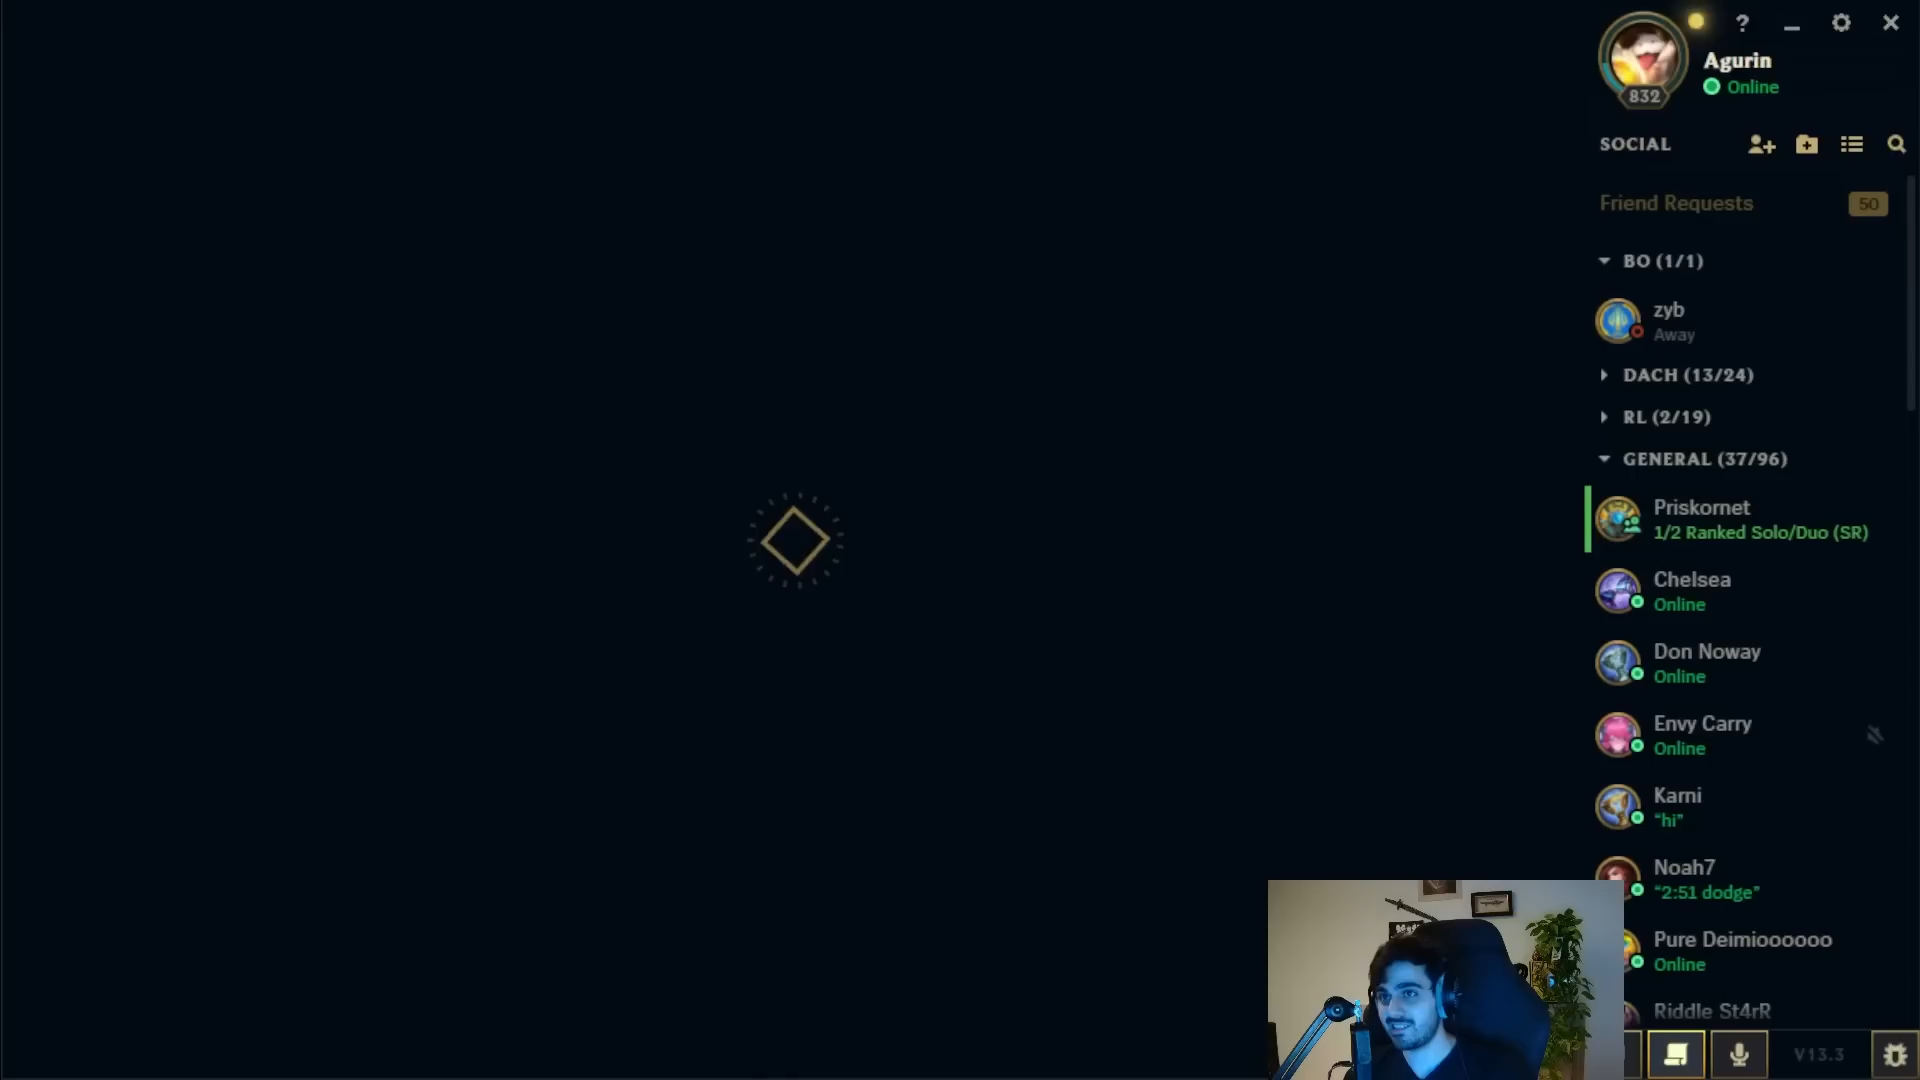 832
Agurin
Online
SOCIAL
Friend Requests
50
BO (1/1)
zyb
Away
DACH (13/24)
RL (2/19)
GENERAL (37/96)
Priskornet
1/2 Ranked Solo/Duo (SR)
Chelsea
Online
Don Noway
Online
Envy Carry
Online
Karni
“hi”
Noah7
“2:51 dodge”
Pure Deimioooooo
Online
Riddle St4rR
V13.3